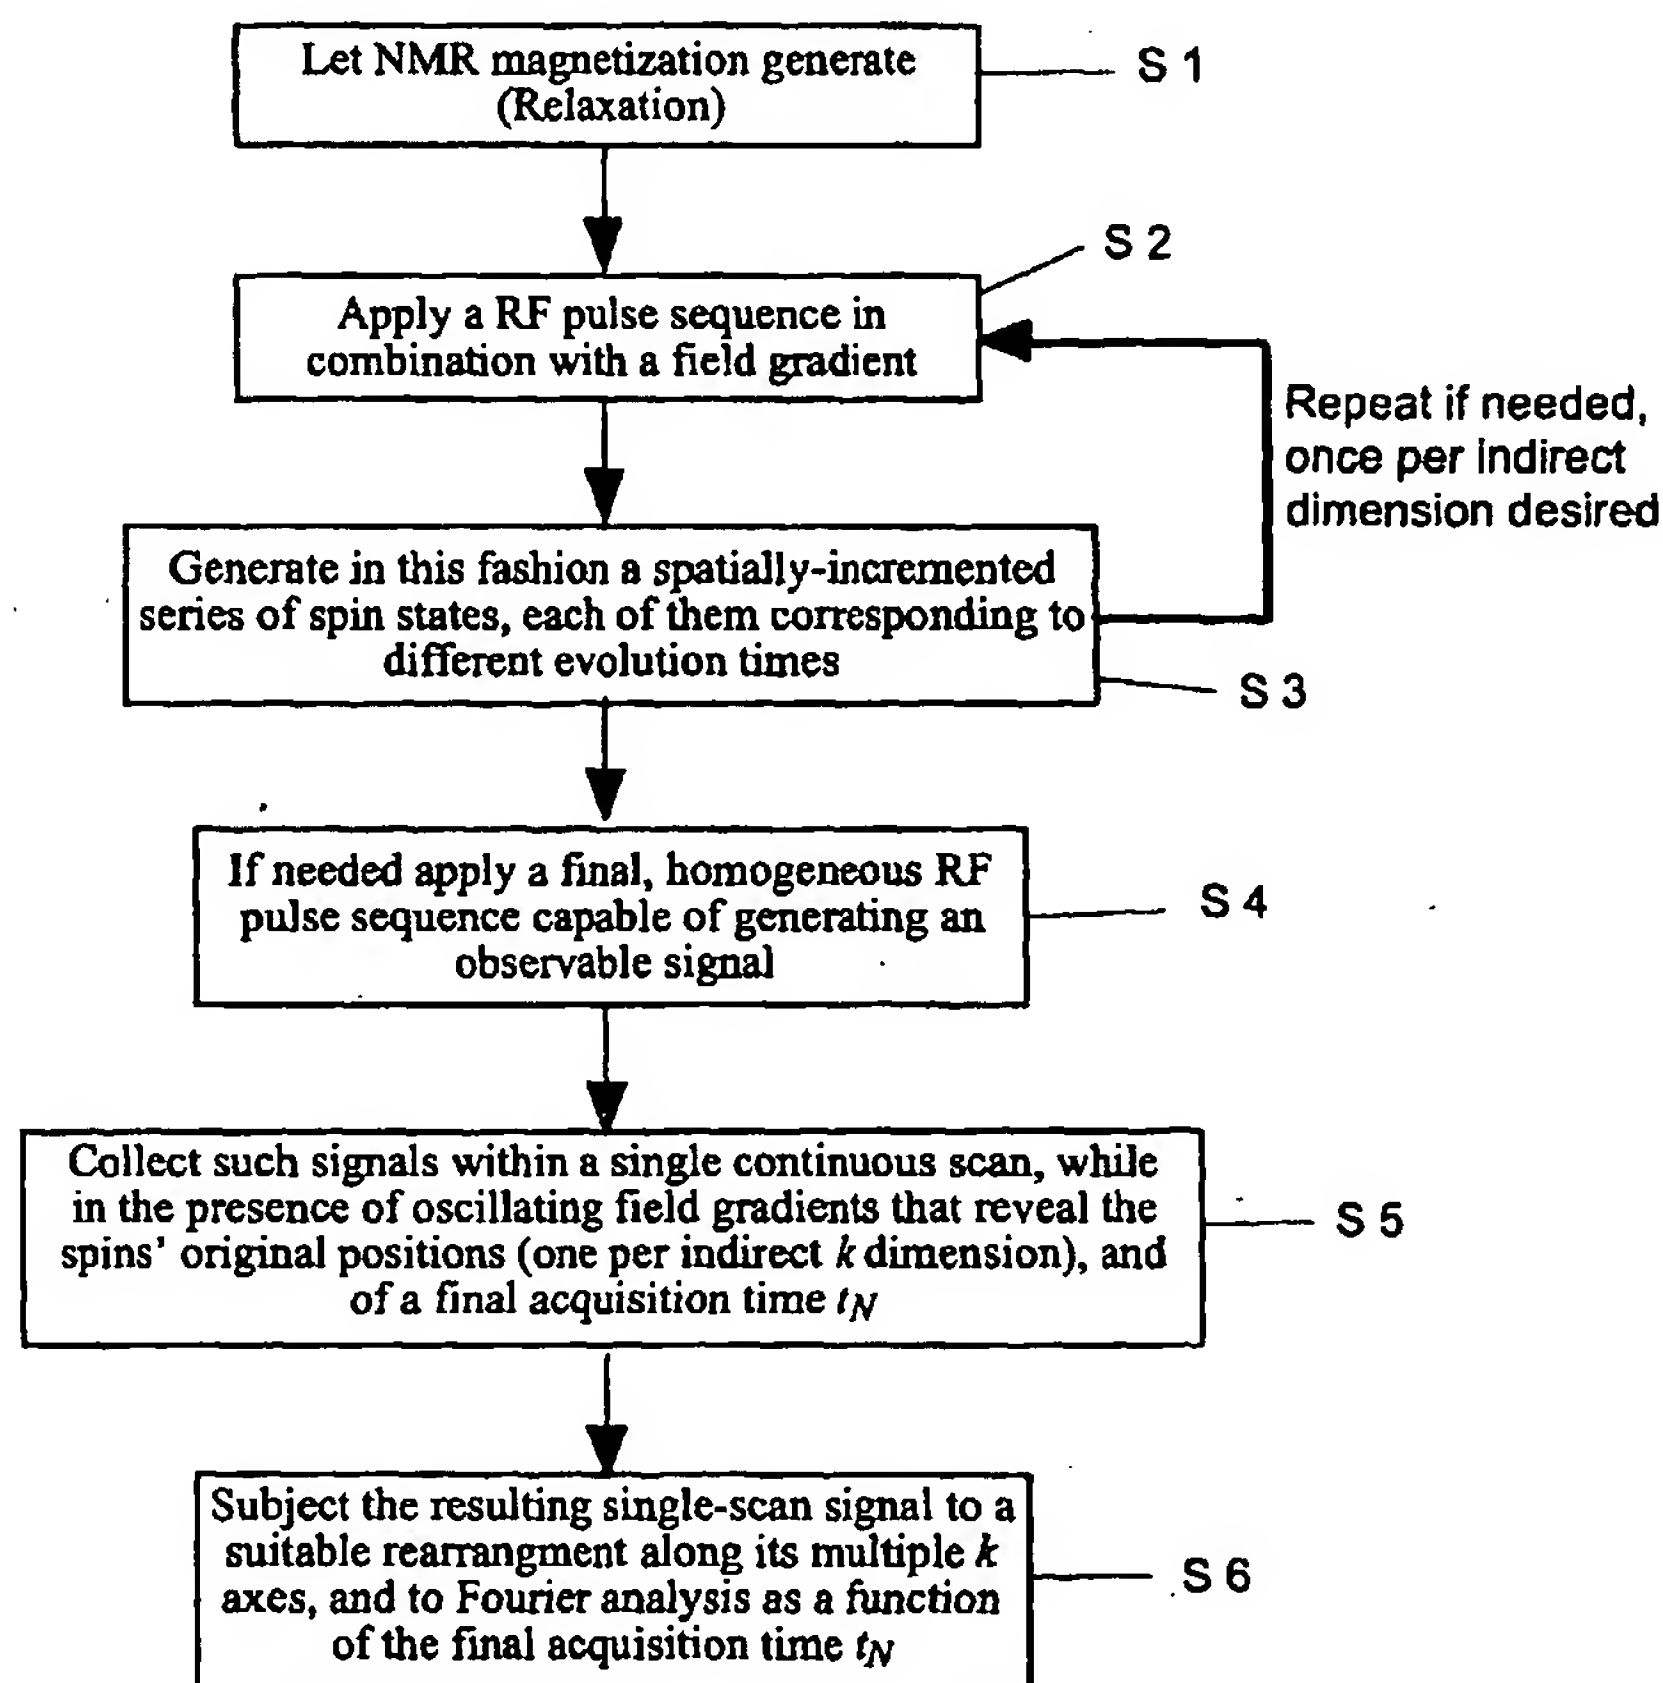 Let NMR magnetization generate
(Relaxation)
S 1
S 2
Apply a RF pulse sequence in
combination with a field gradient
Repeat if needed,
once per indirect
dimension desired
Generate in this fashion a spatially-incremented
series of spin states, each of them corresponding to
different evolution times
S 3
If needed apply a final, homogeneous RF
pulse sequence capable of generating an
observable signal
S 4
Collect such signals within a single continuous scan, while
in the presence of oscillating field gradients that reveal the
spins' original positions (one per indirect k dimension), and
of a final acquisition time tN
S 5
Subject the resulting single-scan signal to a
suitable rearrangment along its multiple k
axes, and to Fourier analysis as a function
of the final acquisition time tN
S 6